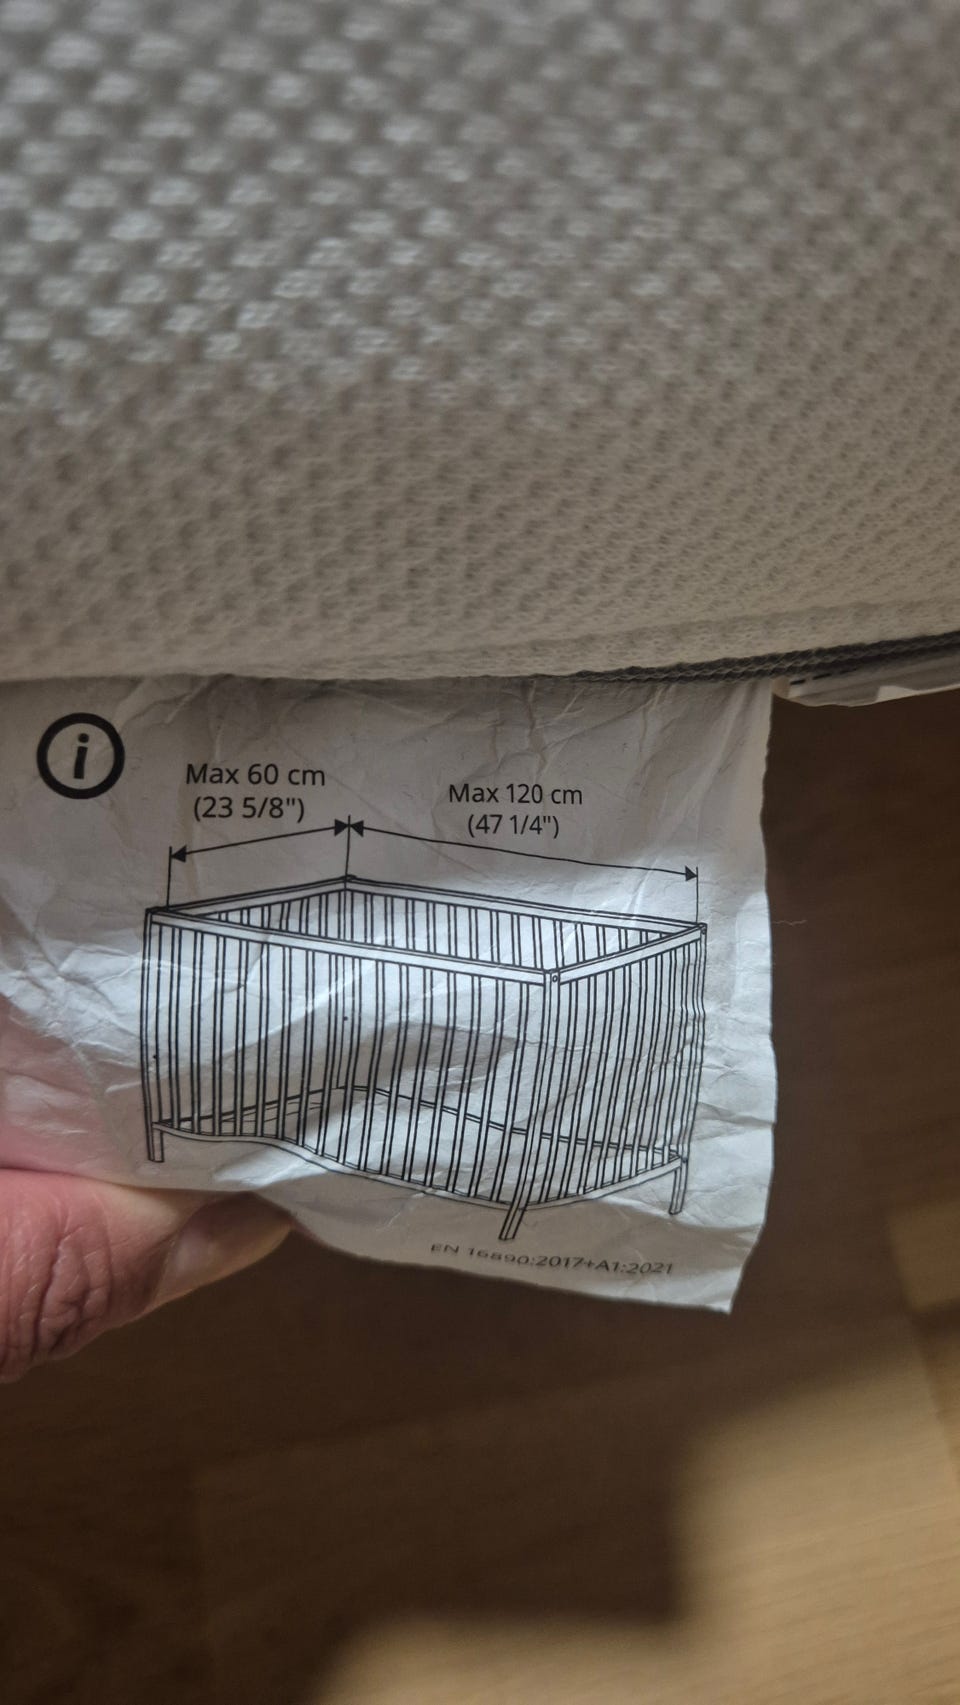 i
Max 60 cm
(23 5/8")
Max 120 cm
(47 1/4")
EN 16890:2017+A1:2021